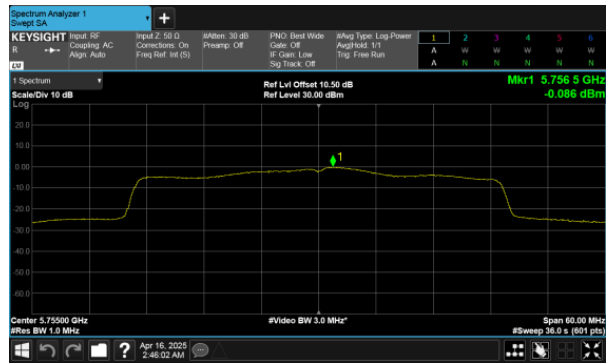 Spectrum Analyzer 1
Swept SA
+
KEYSIGHT Input: RF Input Z: 50 Ω #Atten: 30 dB PNO: Best Wide #Avg Type: Log-Power 1 2 3 4 5 6
R Coupling: AC Corrections: On Preamp: Off Gate: Off Avg|Hold: 1/1 A W W W W W
Align: Auto Freq Ref: Int (S) IF Gain: Low Trig: Free Run
LXI Sig Track: Off A N N N N N
1 Spectrum Ref Lvl Offset 10.50 dB Mkr1 5.756 5 GHz
Scale/Div 10 dB Ref Level 30.00 dBm -0.086 dBm
Log
20.0
10.0
0.00
1
-10.0
-20.0
-30.0
-40.0
-50.0
-60.0
Center 5.75500 GHz #Video BW 3.0 MHz* Span 60.00 MHz
#Res BW 1.0 MHz #Sweep 36.0 s (601 pts)
? Apr 16, 2025
2:46:02 AM